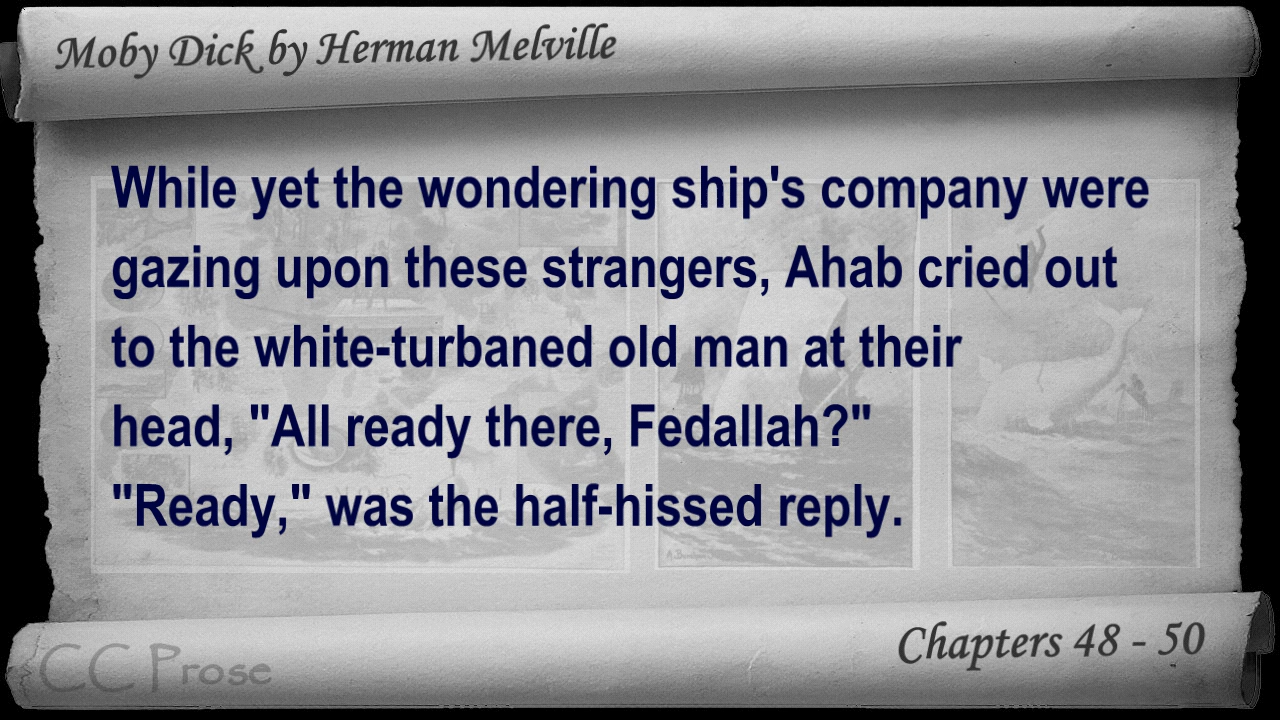 Moby Dick by Herman Melville
While yet the wondering ship's company were
gazing upon these strangers, Ahab cried out
to the white-turbaned old man at their
head, "All ready there, Fedallah?"
"Ready," was the half-hissed reply.
Chapters 48 - 50
CC Prose